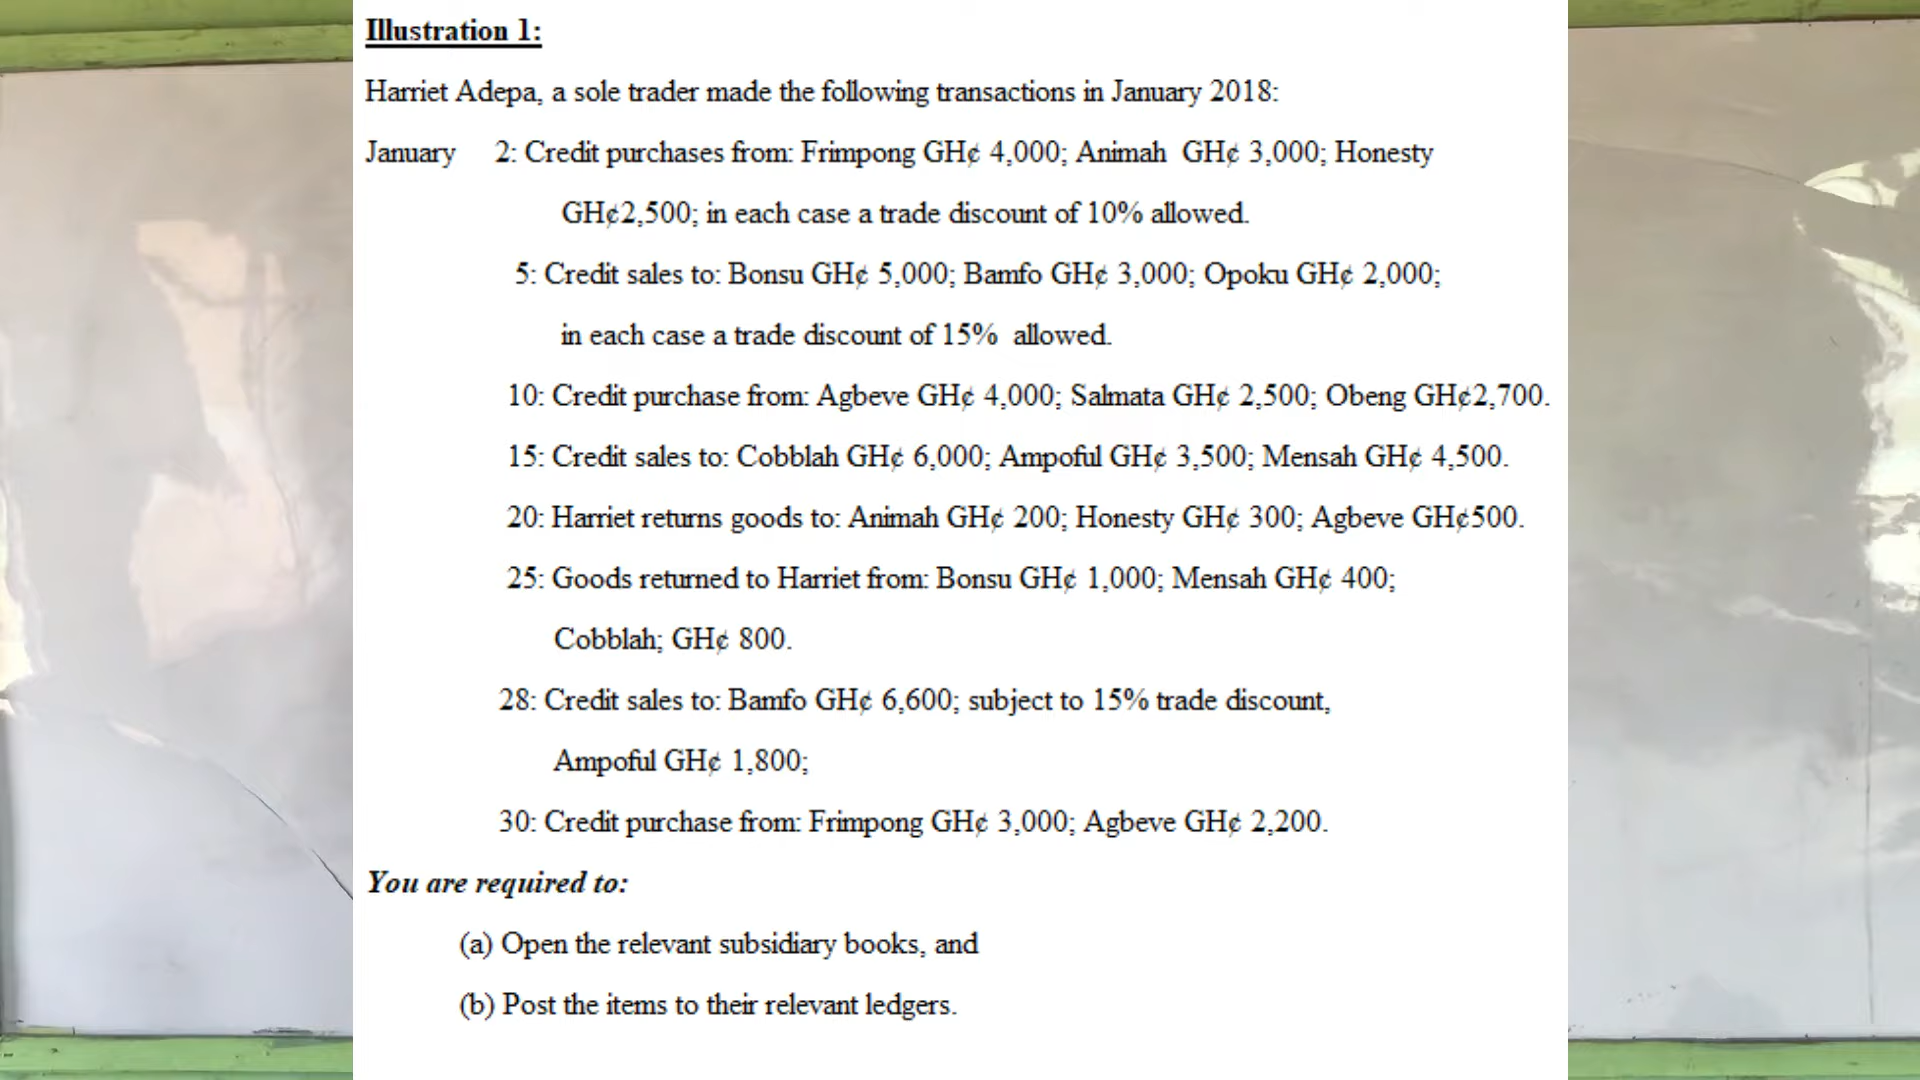 Illustration 1:
Harriet Adepa, a sole trader made the following transactions in January 2018:
January 2: Credit purchases from: Frimpong GH¢ 4,000; Animah GH¢ 3,000; Honesty
GH¢2,500; in each case a trade discount of 10% allowed.
5: Credit sales to: Bonsu GH¢ 5,000; Bamfo GH¢ 3,000; Opoku GH¢ 2,000;
in each case a trade discount of 15% allowed.
10: Credit purchase from: Agbeve GH¢ 4,000; Salmata GH¢ 2,500; Obeng GH¢2,700.
15: Credit sales to: Cobblah GH¢ 6,000; Ampoful GH¢ 3,500; Mensah GH¢ 4,500.
20: Harriet returns goods to: Animah GH¢ 200; Honesty GH¢ 300; Agbeve GH¢500.
25: Goods returned to Harriet from: Bonsu GH¢ 1,000; Mensah GH¢ 400;
Cobblah; GH¢ 800.
28: Credit sales to: Bamfo GH¢ 6,600; subject to 15% trade discount,
Ampoful GH¢ 1,800;
30: Credit purchase from: Frimpong GH¢ 3,000; Agbeve GH¢ 2,200.
You are required to:
(a) Open the relevant subsidiary books, and
(b) Post the items to their relevant ledgers.